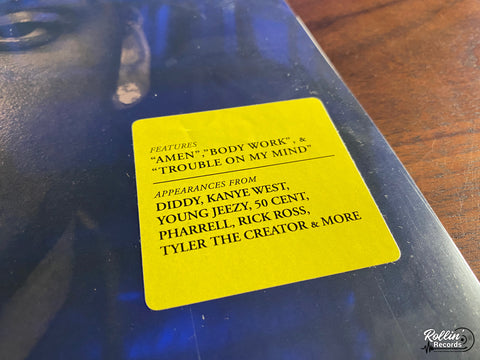 FEATURES
"AMEN", "BODY WORK", &
"TROUBLE ON MY MIND"
APPEARANCES FROM
DIDDY, KANYE WEST,
YOUNG JEEZY, 50 CENT,
PHARRELL, RICK ROSS,
TYLER THE CREATOR & MORE
Rollin'
Records